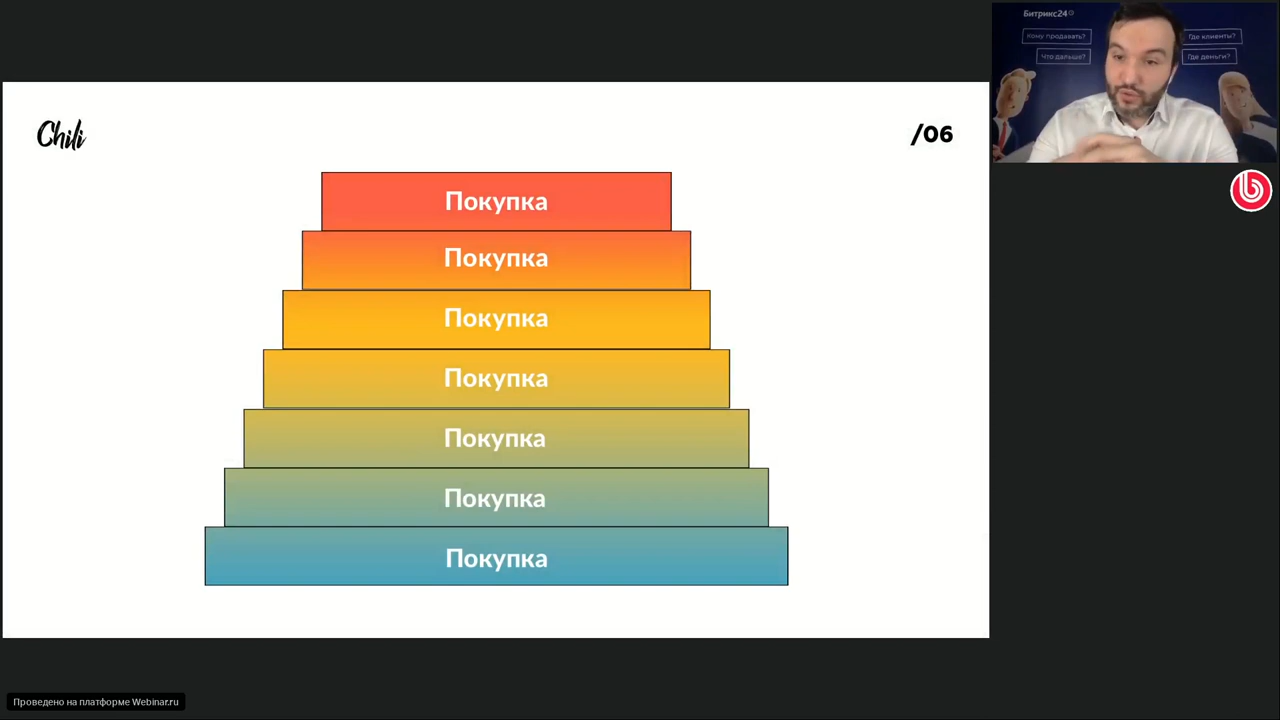 Chili
/06
Покупка
Покупка
Покупка
Покупка
Покупка
Покупка
Покупка
Битрикс24
Кому продавать?
Где клиенты?
Что дальше?
Где деньги?
Проведено на платформе Webinar.ru